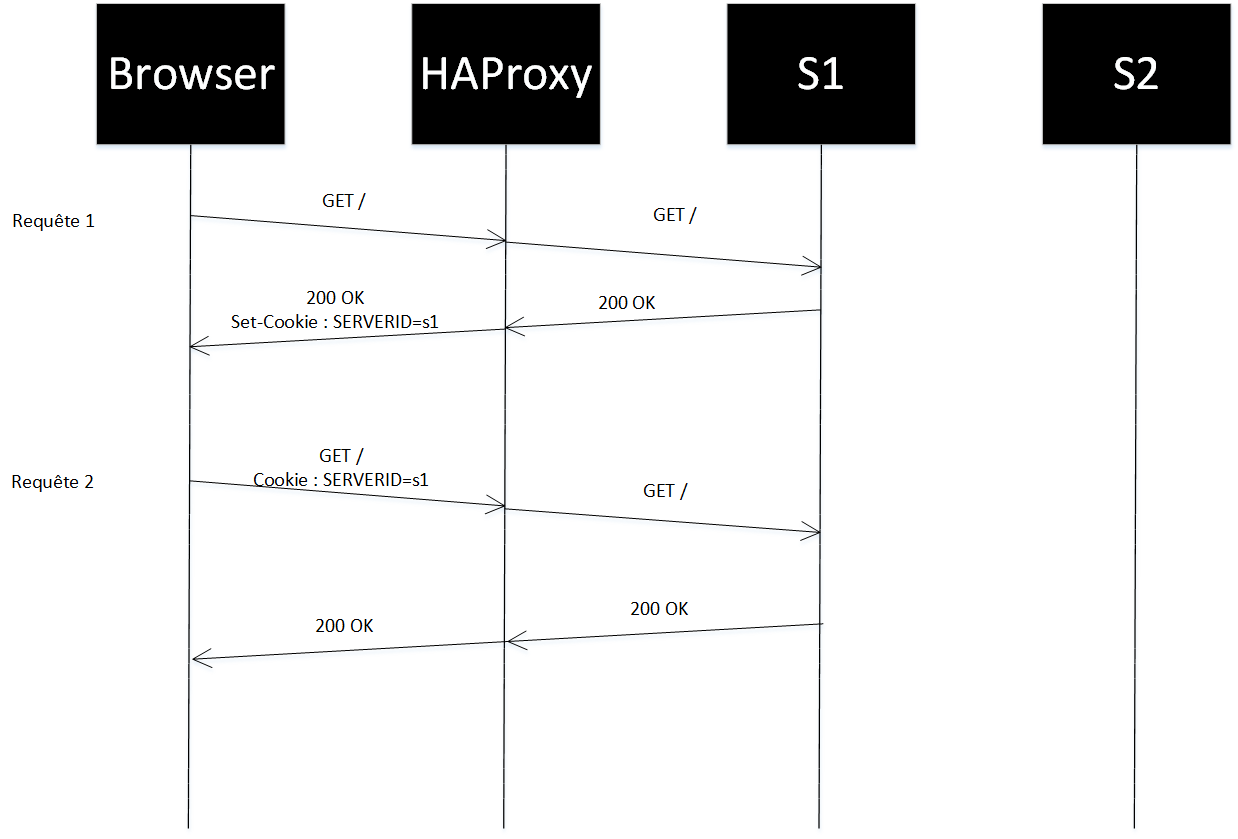 Browser
HAProxy
S1
S2
Requête 1
GET /
GET /
200 OK
Set-Cookie : SERVERID=s1
200 OK
Requête 2
GET /
Cookie : SERVERID=s1
GET /
200 OK
200 OK